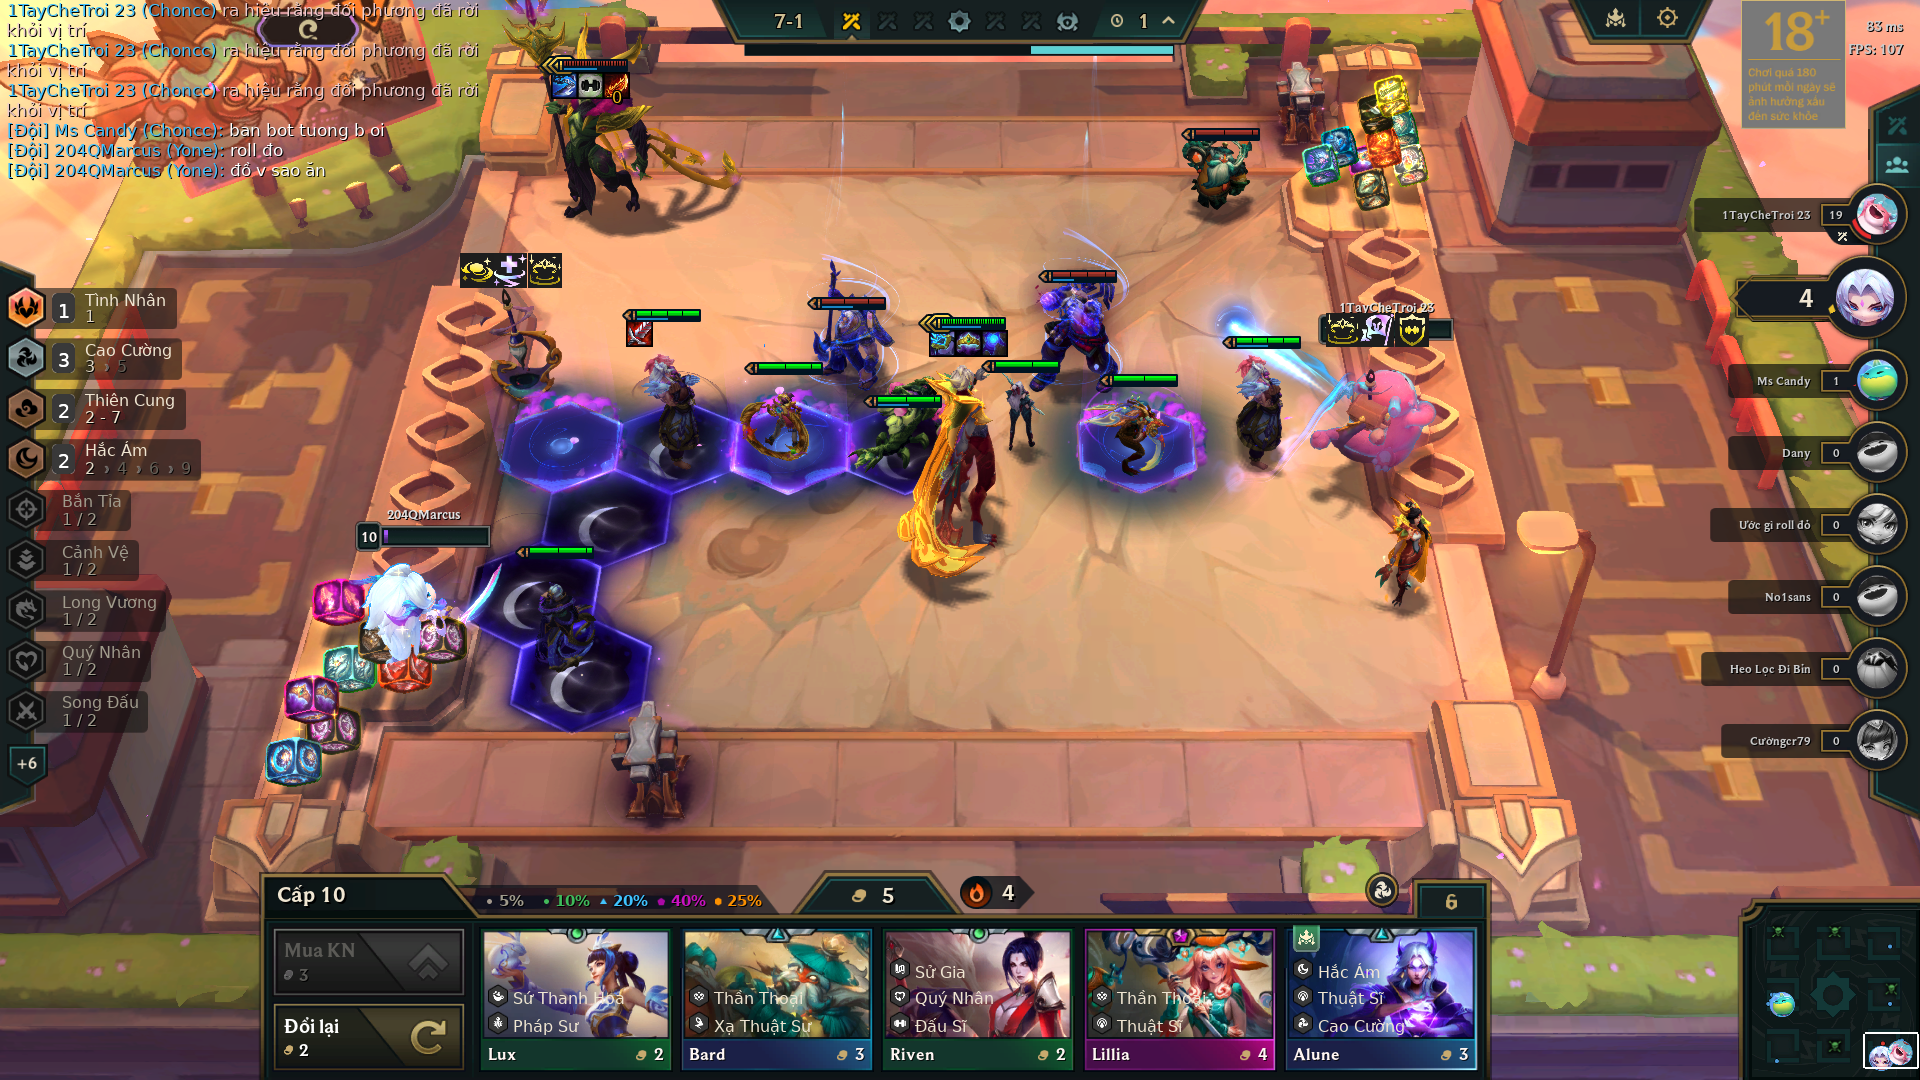 1TayCheTroi 23 (Choncc) ra hiệu rằng đối phương đã rời
khỏi vị trí
1TayCheTroi 23 (Choncc) ra hiệu rằng đối phương đã rời
khỏi vị trí
1TayCheTroi 23 (Choncc) ra hiệu rằng đối phương đã rời
khỏi vị trí
[Đội] Ms Candy (Choncc): ban bot tuong b oi
[Đội] 204QMarcus (Yone): roll đo
[Đội] 204QMarcus (Yone): đổ v sao ăn
7-1
1
18+
Chơi quá 180
phút mỗi ngày sẽ
ảnh hưởng xấu
đến sức khỏe
83 ms
FPS: 107
1TayCheTroi 23 19
4
Ms Candy 1
Dany 0
Ước gì roll đỏ 0
No1sans 0
Heo Lọc Đi Bín 0
Cườngcr79 0
1 Tình Nhân
1
3 Cao Cường
3 › 5
2 Thiên Cung
2 - 7
2 Hắc Ám
2 › 4 › 6 › 9
Bắn Tỉa
1 / 2
Cảnh Vệ
1 / 2
Long Vương
1 / 2
Quý Nhân
1 / 2
Song Đấu
1 / 2
+6
0
1TayCheTroi 23
204QMarcus
10
Cấp 10
5% 10% 20% 40% 25%
5
4
6
Mua KN
3
Đổi lại
2
Sứ Thanh Hoa
Pháp Sư
Lux 2
Thần Thoại
Xạ Thuật Sư
Bard 3
Sử Gia
Quý Nhân
Đấu Sĩ
Riven 2
Thần Thoại
Thuật Sĩ
Lillia 4
Hắc Ám
Thuật Sĩ
Cao Cường
Alune 3